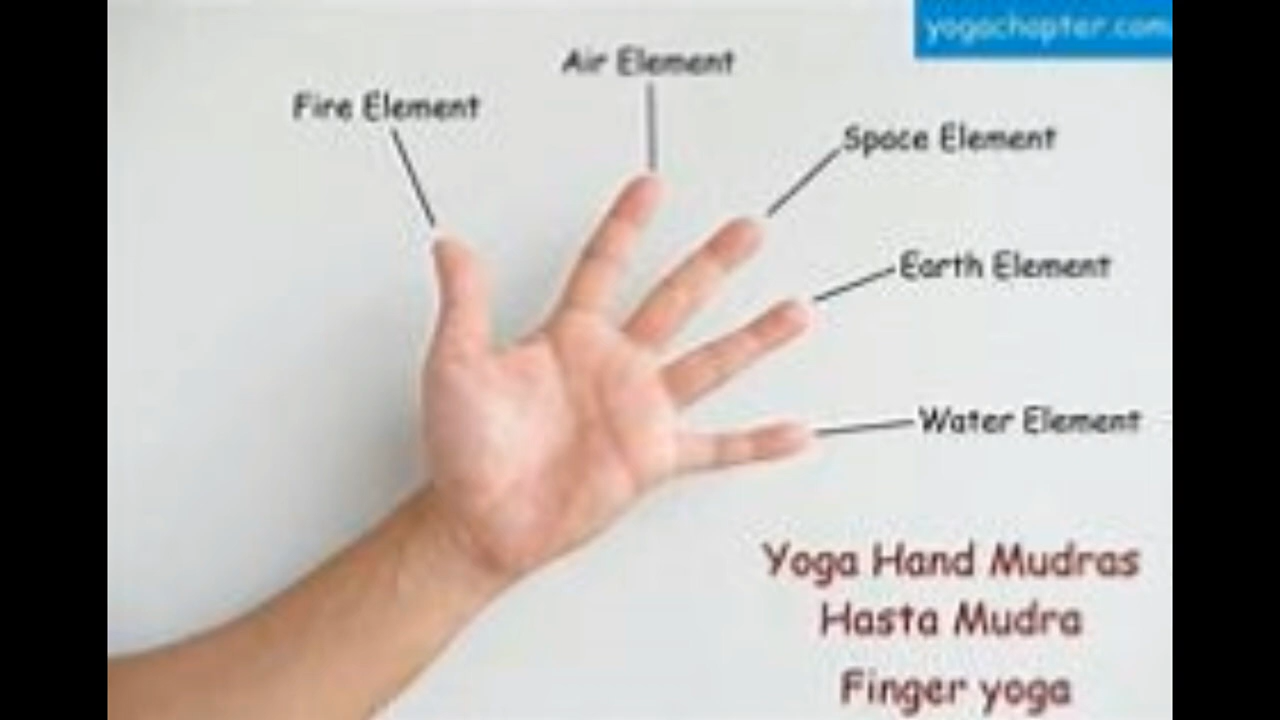 yogachapter.com
Air Element
Fire Element
Space Element
Earth Element
Water Element
Yoga Hand Mudras
Hasta Mudra
Finger yoga